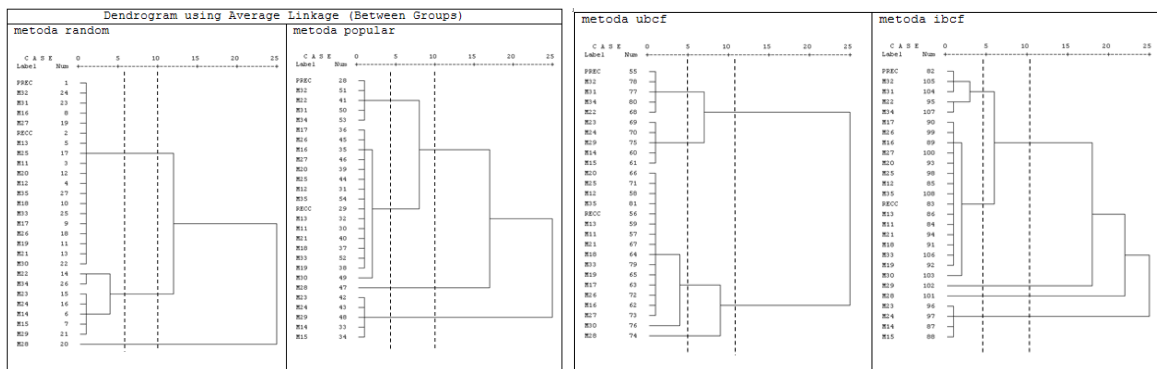 Dendrogram using Average Linkage (Between Groups)
metoda random
C A S E 0 5 10 15 20 25
Label Num
PREC 1
M32 24
M31 23
M16 8
M27 19
RECC 2
M13 5
M25 17
M11 3
M20 12
M12 4
M35 27
M18 10
M33 25
M17 9
M26 18
M19 11
M21 13
M30 22
M22 14
M34 26
M23 15
M24 16
M14 6
M15 7
M29 21
M28 20
metoda popular
C A S E 0 5 10 15 20 25
Label Num
PREC 28
M32 51
M22 41
M31 50
M34 53
M17 36
M26 45
M16 35
M27 46
M20 39
M25 44
M12 31
M35 54
RECC 29
M13 32
M11 30
M21 40
M18 37
M33 52
M19 38
M30 49
M28 47
M23 42
M24 43
M29 48
M14 33
M15 34
metoda ubcf
C A S E 0 5 10 15 20 25
Label Num
PREC 55
M32 78
M31 77
M34 80
M22 68
M23 69
M24 70
M29 75
M14 60
M15 61
M20 66
M25 71
M12 58
M35 81
RECC 56
M13 59
M11 57
M21 67
M18 64
M33 79
M19 65
M17 63
M26 72
M16 62
M27 73
M30 76
M28 74
metoda ibcf
C A S E 0 5 10 15 20 25
Label Num
PREC 82
M32 105
M31 104
M22 95
M34 107
M17 90
M26 99
M16 89
M27 100
M20 93
M25 98
M12 85
M35 108
RECC 83
M13 86
M11 84
M21 94
M18 91
M33 106
M19 92
M30 103
M29 102
M28 101
M23 96
M24 97
M14 87
M15 88